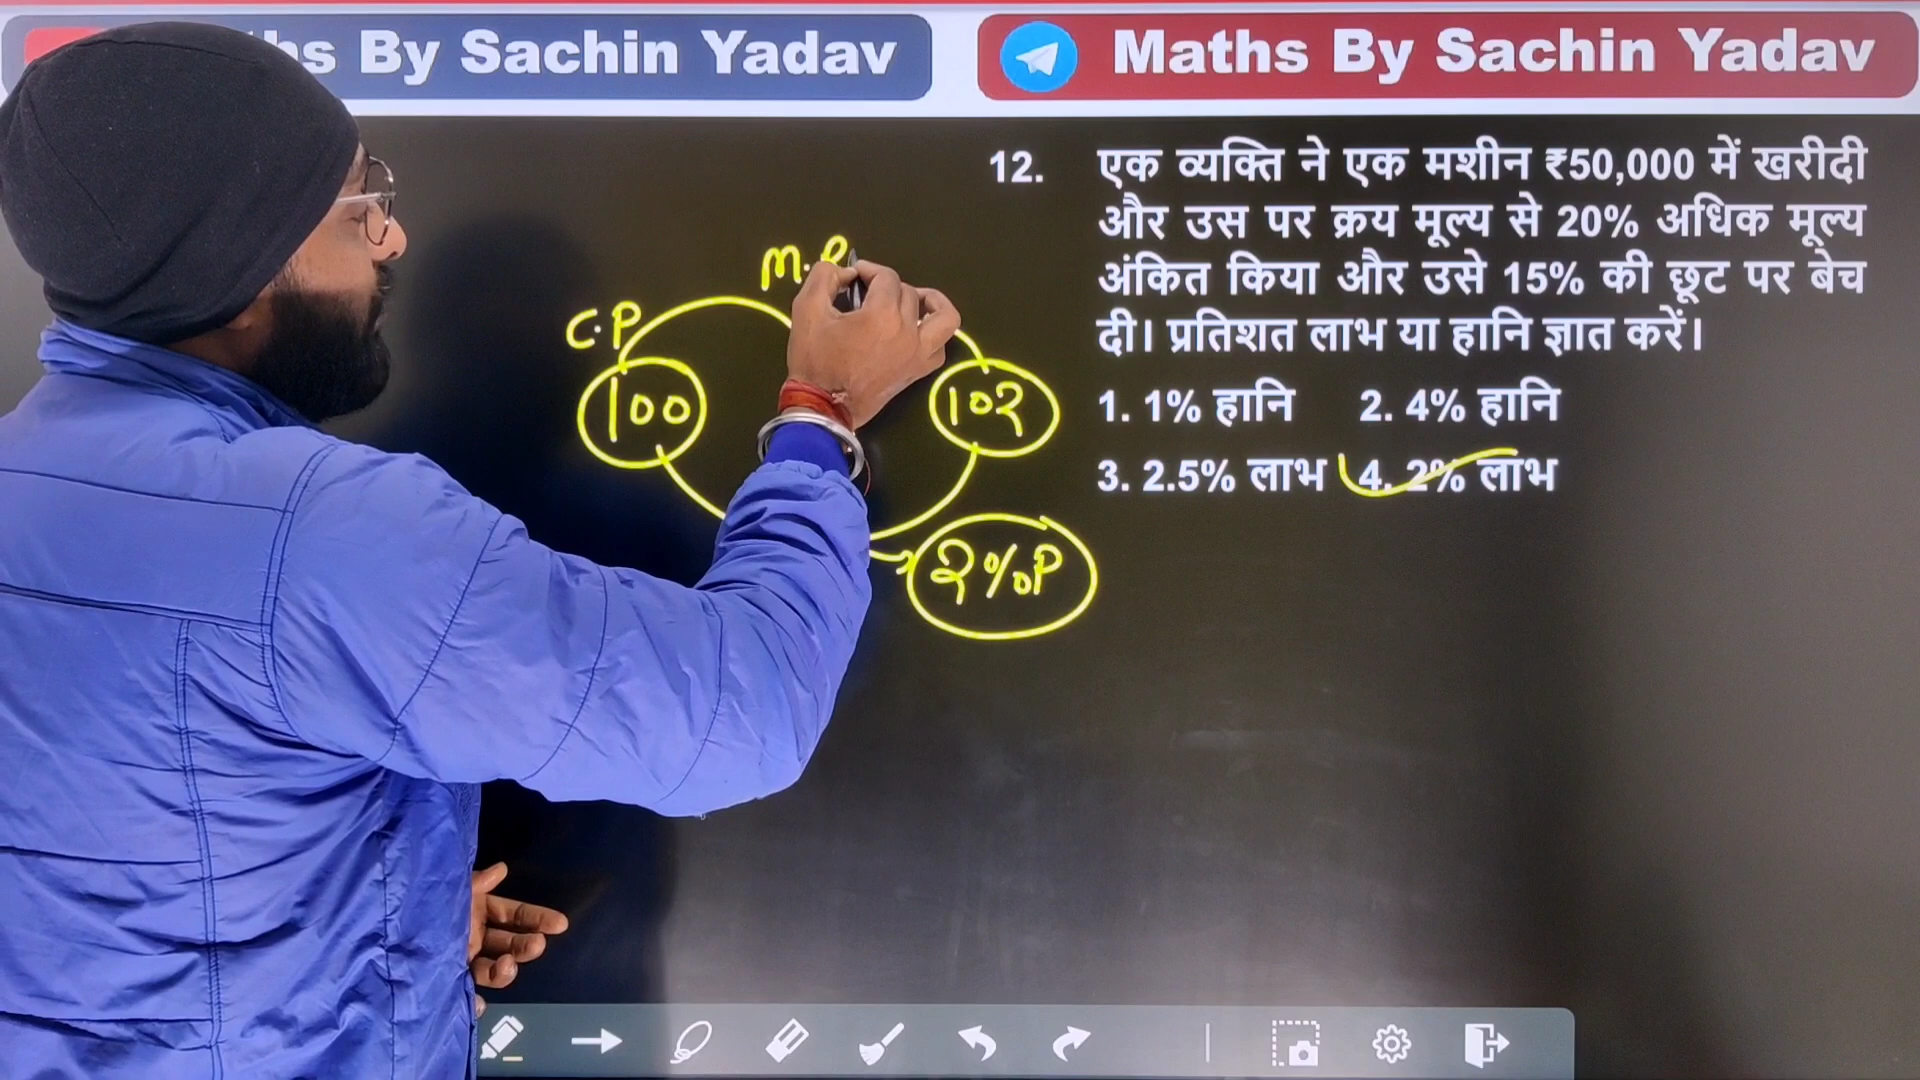 hs By Sachin Yadav
Maths By Sachin Yadav
12. एक व्यक्ति ने एक मशीन ₹50,000 में खरीदी
और उस पर क्रय मूल्य से 20% अधिक मूल्य
अंकित किया और उसे 15% की छूट पर बेच
दी। प्रतिशत लाभ या हानि ज्ञात करें।
1. 1% हानि 2. 4% हानि
3. 2.5% लाभ 4. 2% लाभ
M.P
C.P
100
102
2%P